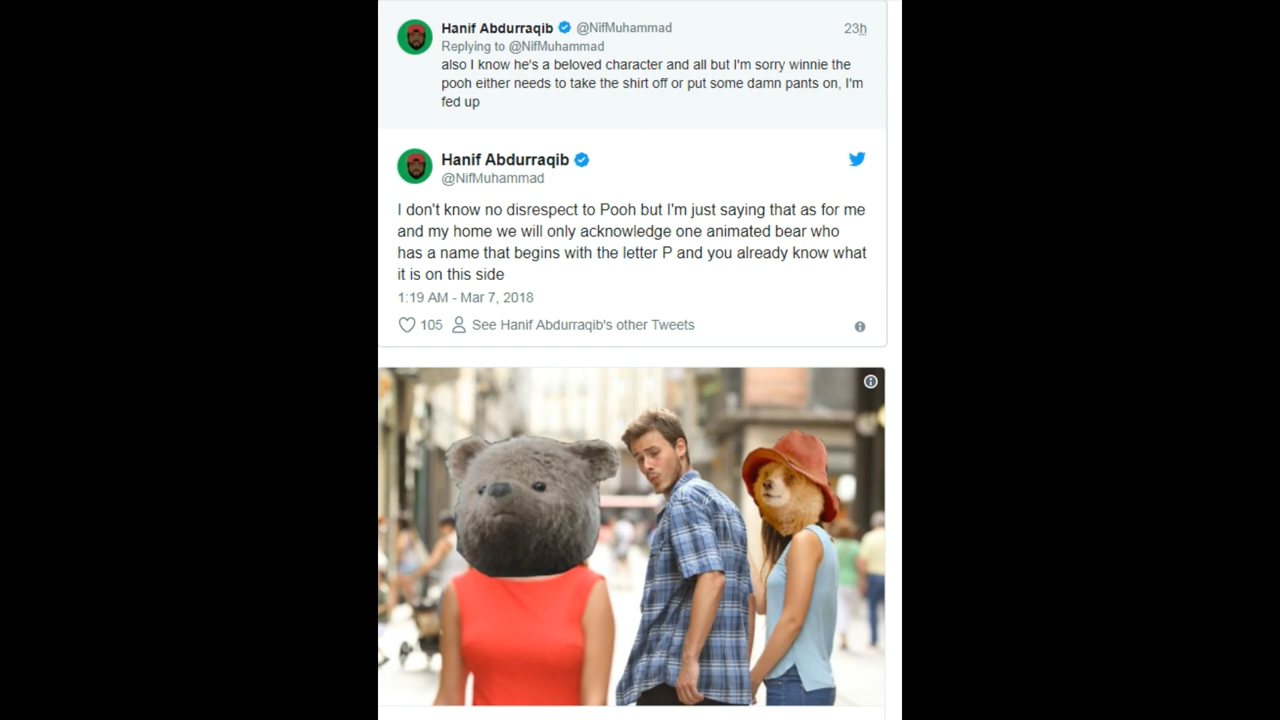 Hanif Abdurraqib @NifMuhammad 23h
Replying to @NifMuhammad
also I know he's a beloved character and all but I'm sorry winnie the
pooh either needs to take the shirt off or put some damn pants on, I'm
fed up
Hanif Abdurraqib
@NifMuhammad
I don't know no disrespect to Pooh but I'm just saying that as for me
and my home we will only acknowledge one animated bear who
has a name that begins with the letter P and you already know what
it is on this side
1:19 AM - Mar 7, 2018
105 See Hanif Abdurraqib's other Tweets